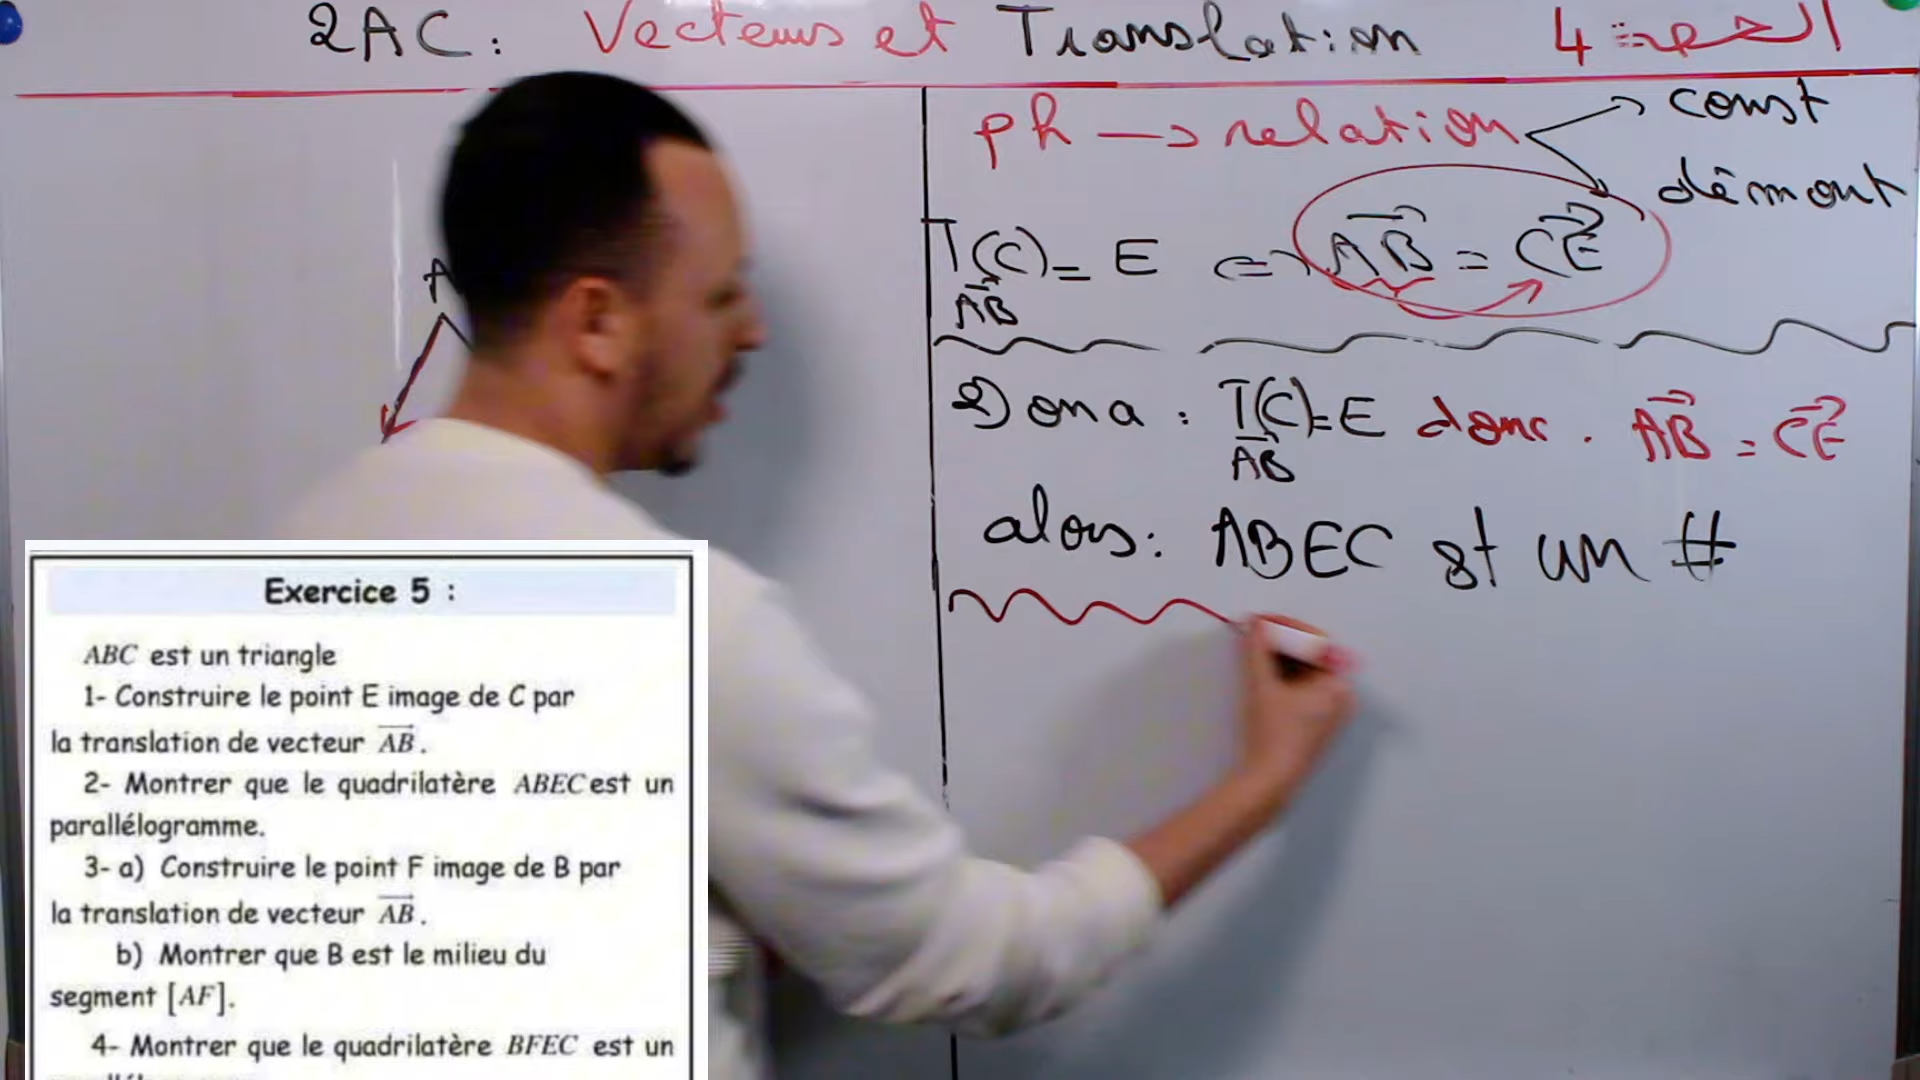 2AC: Vecteurs et Translation الحصة 4
A
ph → relation
const
démont
T(C) = E ⇔ AB = CE
AB
2) On a : T(C) = E donc . AB = CE
AB
alors: ABEC est un #
Exercice 5 :
ABC est un triangle
1- Construire le point E image de C par
la translation de vecteur AB .
2- Montrer que le quadrilatère ABEC est un
parallélogramme.
3- a) Construire le point F image de B par
la translation de vecteur AB .
b) Montrer que B est le milieu du
segment [AF].
4- Montrer que le quadrilatère BFEC est un